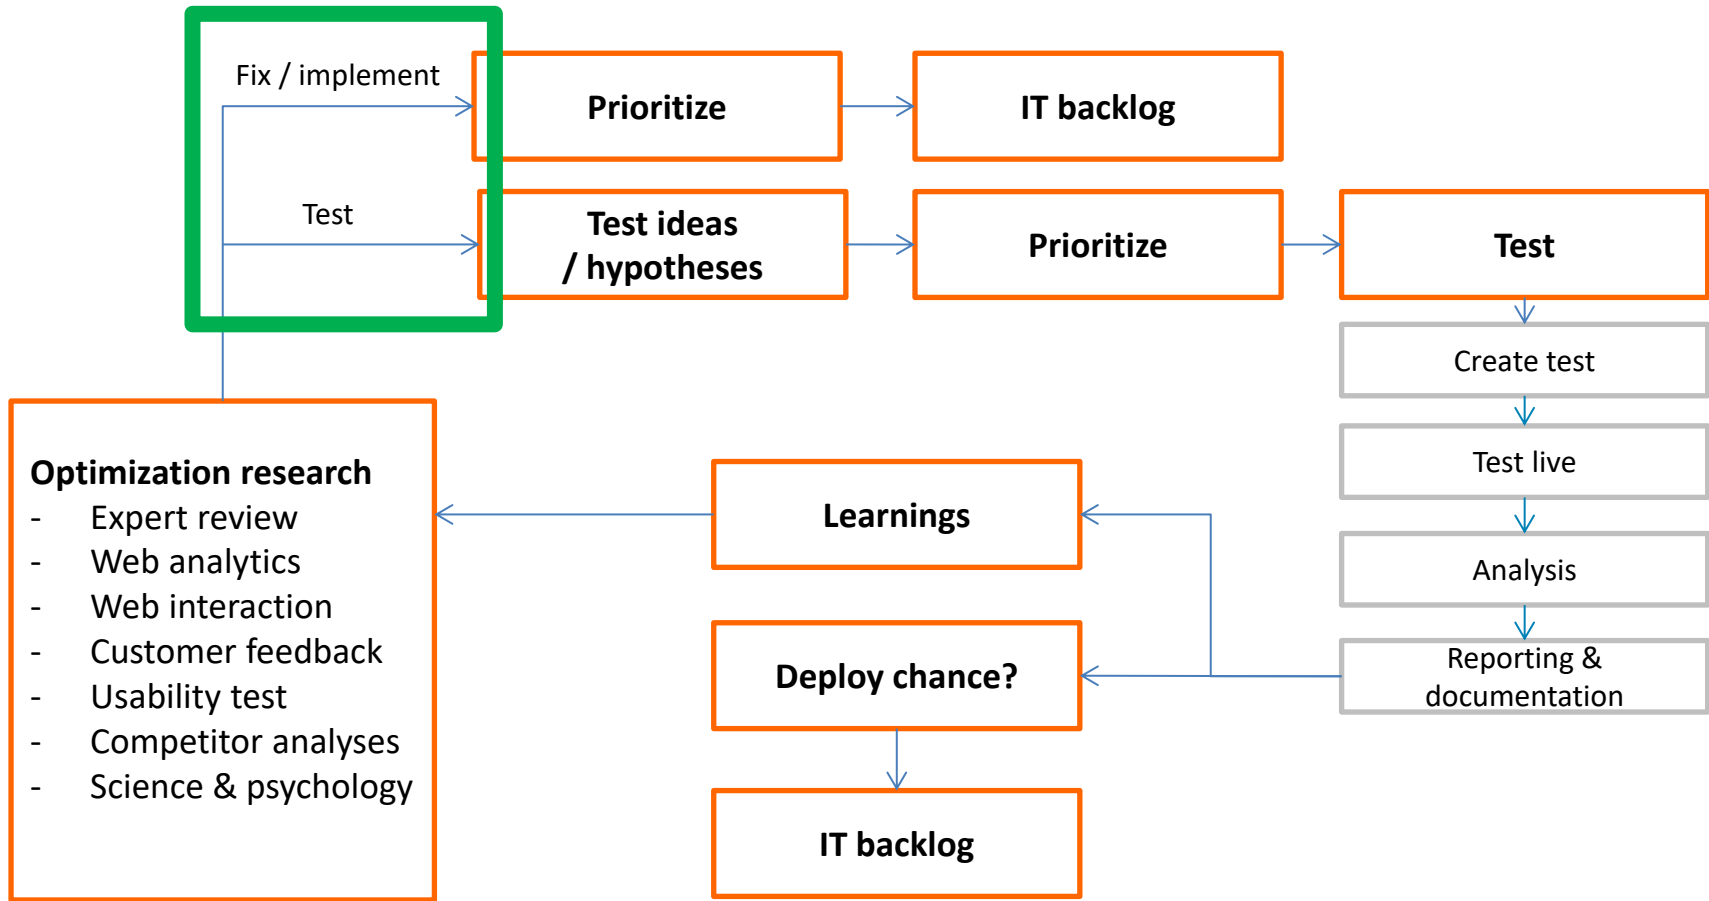 Fix / implement
Prioritize
IT backlog
Test
Test ideas
/ hypotheses
Prioritize
Test
Create test
Test live
Analysis
Reporting &
documentation
Learnings
Deploy chance?
IT backlog
Optimization research
- Expert review
- Web analytics
- Web interaction
- Customer feedback
- Usability test
- Competitor analyses
- Science & psychology